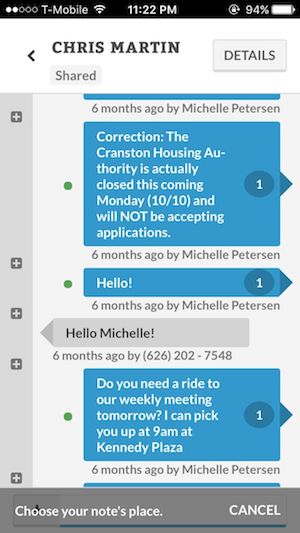 T-Mobile 11:22 PM 94%
CHRIS MARTIN
DETAILS
Shared
6 months ago by Michelle Petersen
Correction: The
Cranston Housing Au-
thority is actually
closed this coming
Monday (10/10) and
will NOT be accepting
applications.
1
6 months ago by Michelle Petersen
Hello!
1
6 months ago by Michelle Petersen
Hello Michelle!
6 months ago by (626) 202 - 7548
Do you need a ride to
our weekly meeting
tomorrow? I can pick
you up at 9am at
Kennedy Plaza
1
6 months ago by Michelle Petersen
Choose your note's place. CANCEL